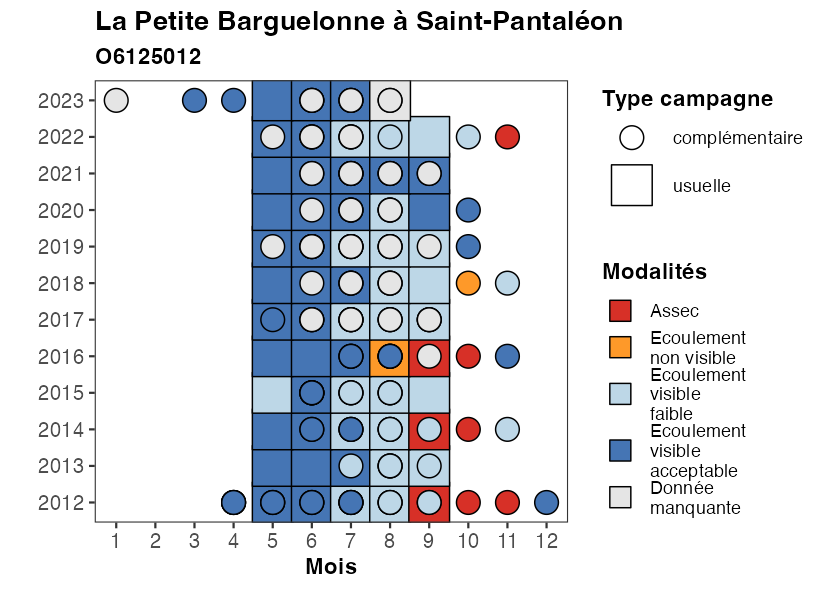 La Petite Barguelonne à Saint-Pantaléon
O6125012
2023
2022
2021
2020
2019
2018
2017
2016
2015
2014
2013
2012
1 2 3 4 5 6 7 8 9 10 11 12
Mois
Type campagne
complémentaire
usuelle
Modalités
Assec
Ecoulement
non visible
Ecoulement
visible
faible
Ecoulement
visible
acceptable
Donnée
manquante